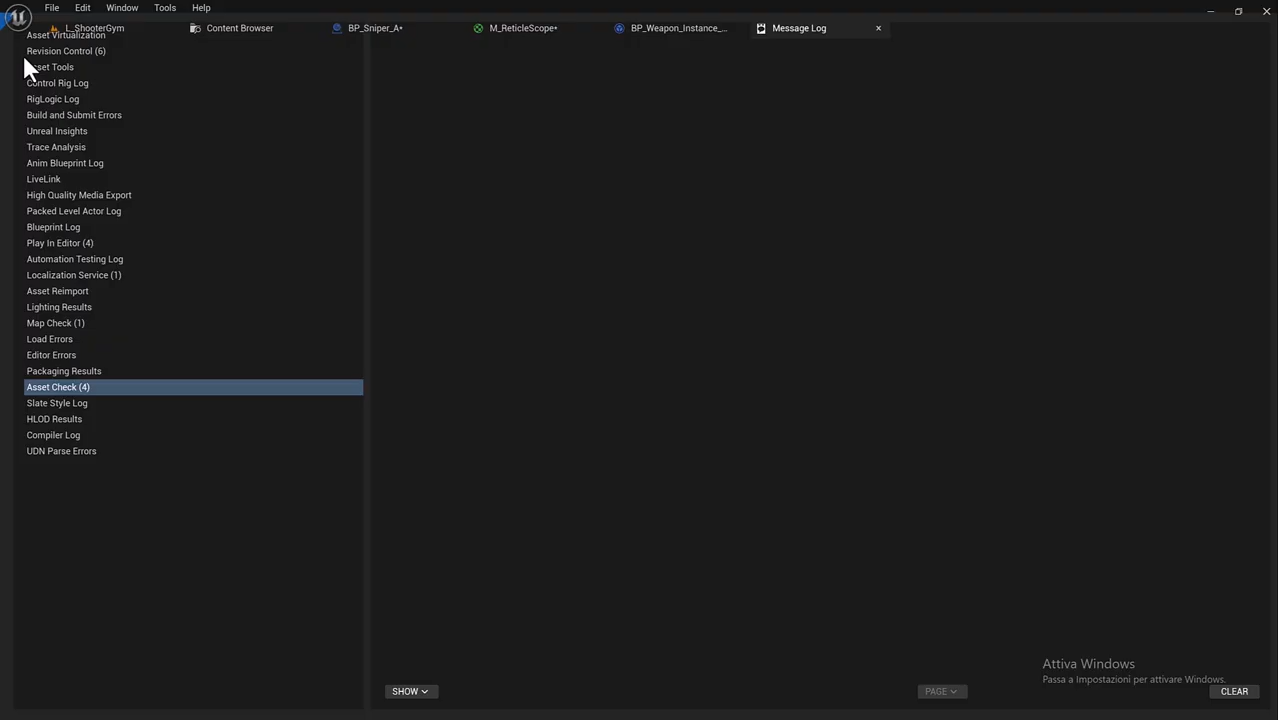 File Edit Window Tools Help
L_ShooterGym Content Browser BP_Sniper_A• M_ReticleScope• BP_Weapon_Instance_... Message Log
Asset Virtualization
Revision Control (6)
sset Tools
Control Rig Log
RigLogic Log
Build and Submit Errors
Unreal Insights
Trace Analysis
Anim Blueprint Log
LiveLink
High Quality Media Export
Packed Level Actor Log
Blueprint Log
Play In Editor (4)
Automation Testing Log
Localization Service (1)
Asset Reimport
Lighting Results
Map Check (1)
Load Errors
Editor Errors
Packaging Results
Asset Check (4)
Slate Style Log
HLOD Results
Compiler Log
UDN Parse Errors
Attiva Windows
Passa a Impostazioni per attivare Windows.
SHOW PAGE CLEAR